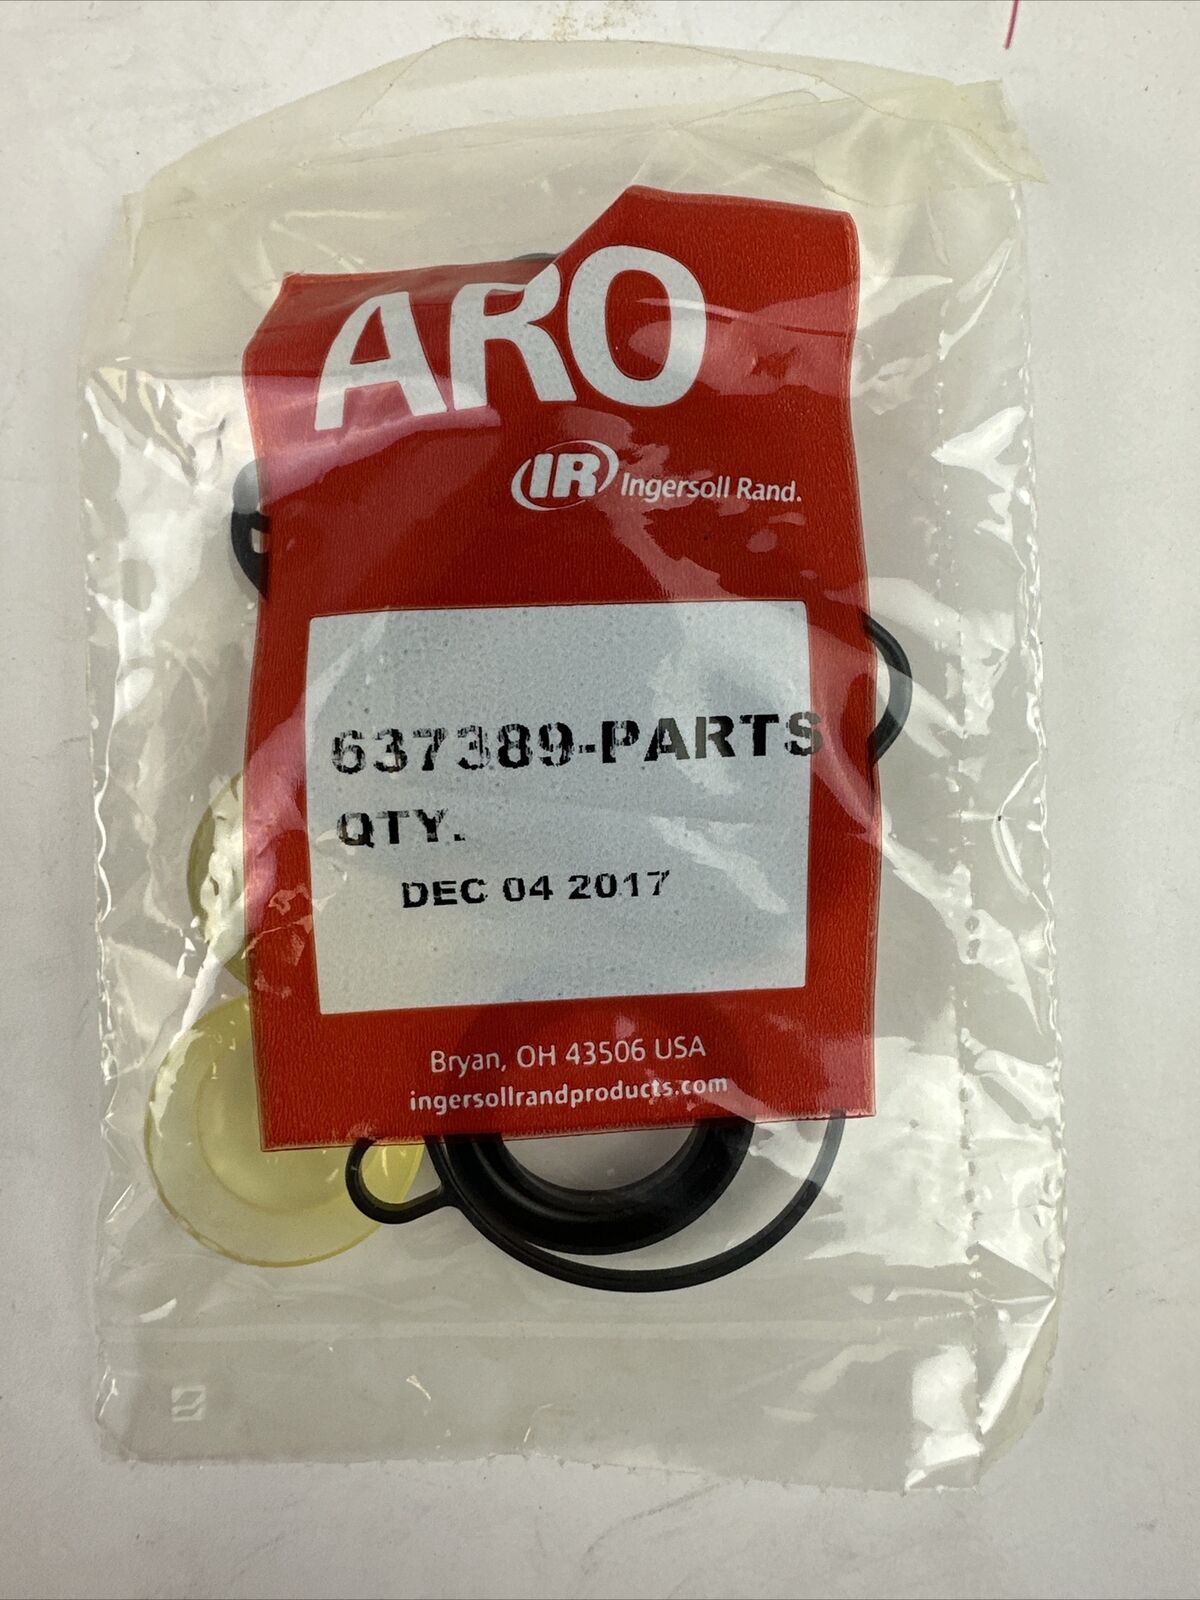 ARO
IR Ingersoll Rand.
637389-PARTS
QTY.
DEC 04 2017
Bryan, OH 43506 USA
ingersollrandproducts.com